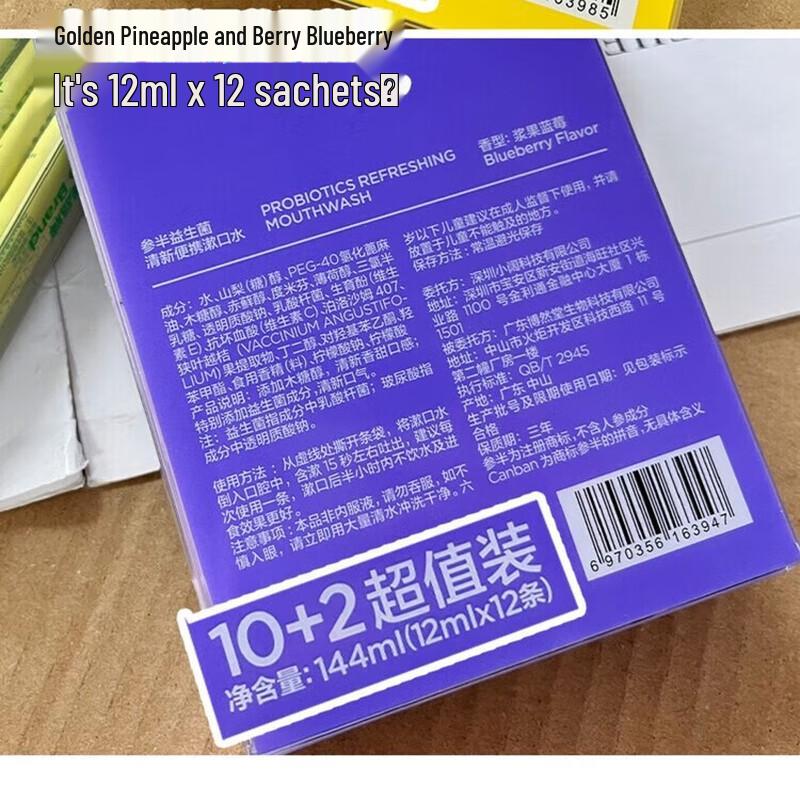 03985
Golden Pineapple and Berry Blueberry
It's 12ml x 12 sachets
Brand
参半益生菌
清新便携漱口水
PROBIOTICS REFRESHING
MOUTHWASH
香型: 浆果蓝莓
Blueberry Flavor
成分: 水、山梨(糖)醇、PEG-40氢化蓖麻
油、木糖醇、赤藓醇、度米芬、薄荷醇、三氯半
乳糖、透明质酸钠、乳酸杆菌、生育酚(维生
素E)、抗坏血酸(维生素C)、泊洛沙姆 407、
狭叶越桔 (VACCINIUM ANGUSTIFO-
LIUM)果提取物、丁二醇、对羟基苯乙酮、羟
苯甲酯、食用香精(料)、柠檬酸钠、柠檬酸
产品说明: 添加木糖醇, 清新香甜口感;
特别添加益生菌成分, 清新口气。
注: 益生菌指成分中乳酸杆菌; 玻尿酸指
成分中透明质酸钠。
使用方法: 从虚线处撕开条袋, 将漱口水
倒入口腔中, 含漱 15 秒左右吐出, 建议每
次使用一条, 漱口后半小时内不饮水及进
食效果更好。
注意事项: 本品非内服液, 请勿吞服, 如不
慎入眼, 请立即用大量清水冲洗干净。六
岁以下儿童建议在成人监督下使用, 并请
放置于儿童不能触及的地方。
保存方法: 常温避光保存
委托方: 深圳小阔科技有限公司
地址: 深圳市宝安区新安街道海旺社区兴
业路 1100 号金利通金融中心大厦 1 栋
1501
被委托方: 广东博然堂生物科技有限公司
地址: 中山市火炬开发区科技西路 11 号
第二幢厂房一楼
执行标准: QB/T 2945
产地: 广东中山
生产批号及限期使用日期: 见包装标示
合格
保质期: 三年
参半为注册商标, 不含人参成分
Canban 为商标参半的拼音, 无具体含义
6 970356 163947
10+2超值装
净含量: 144ml(12mlx12条)